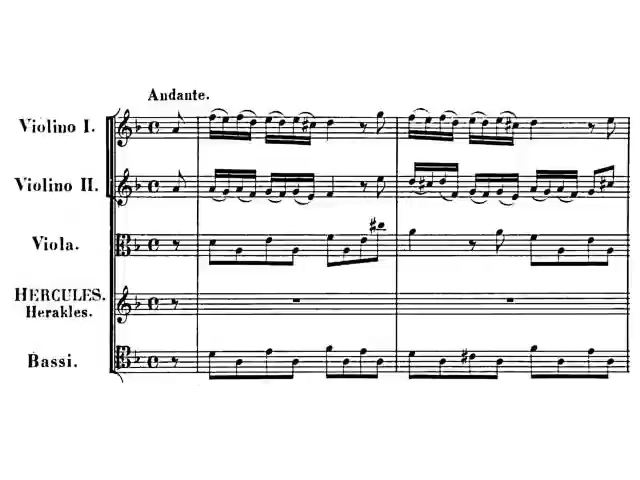 Andante.
Violino I.
Violino II.
Viola.
HERCULES.
Herakles.
Bassi.